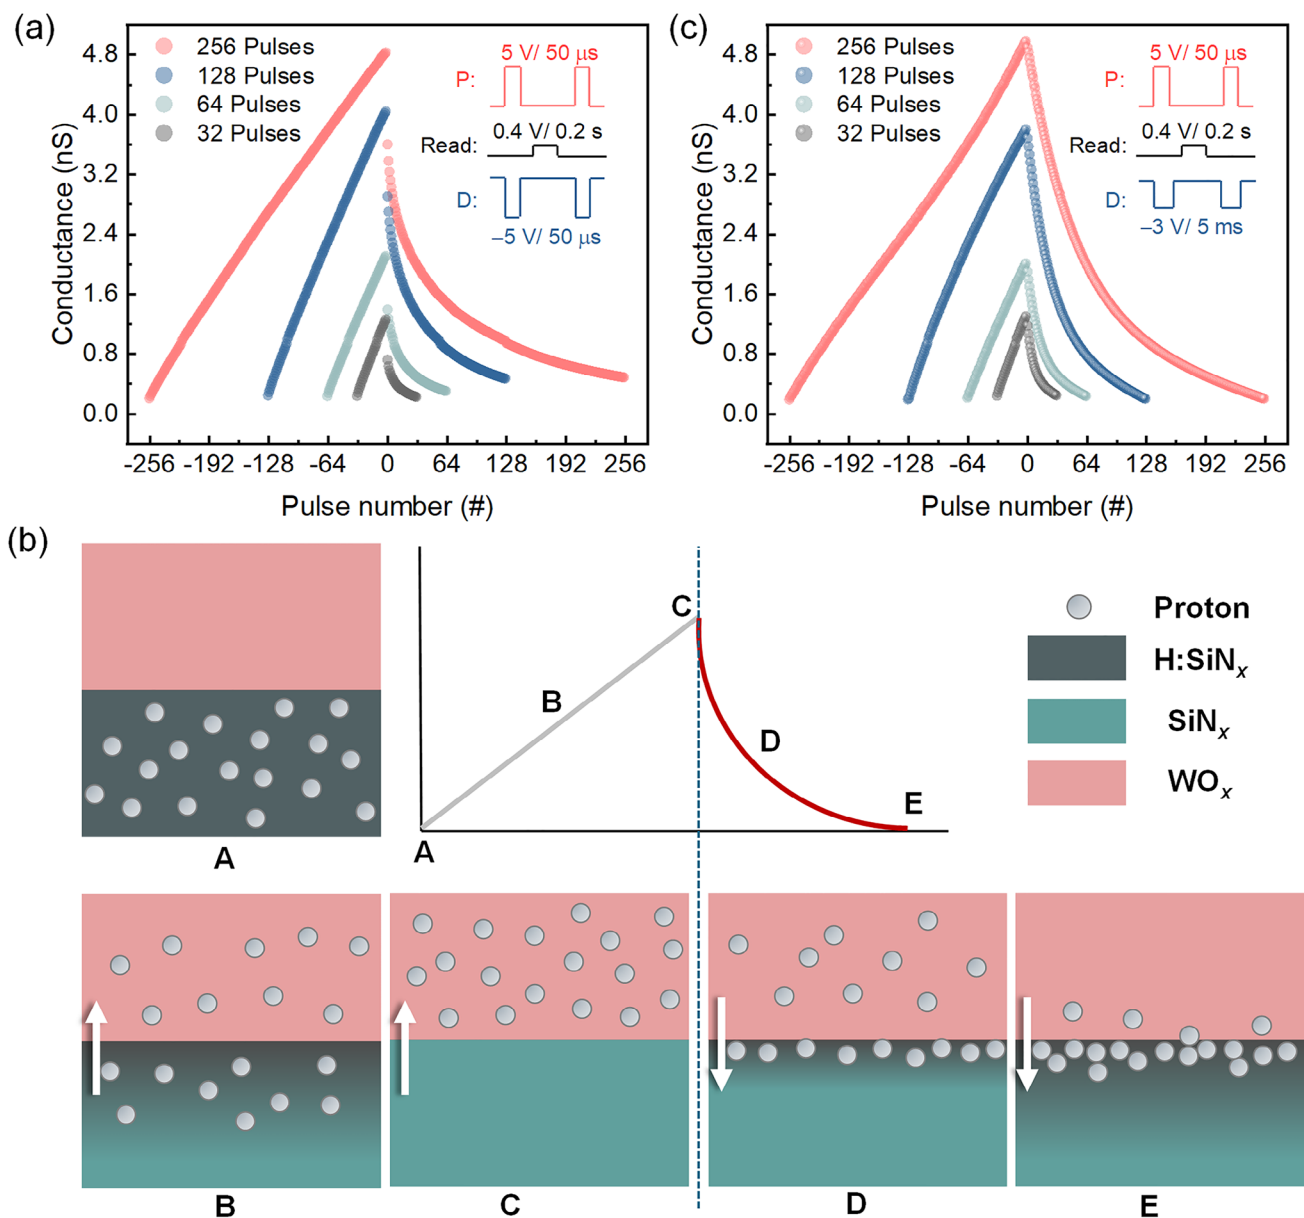 (a)
256 Pulses
128 Pulses
64 Pulses
32 Pulses
5 V/ 50 μs
P:
0.4 V/ 0.2 s
Read:
D:
–5 V/ 50 μs
Conductance (nS)
4.8
4.0
3.2
2.4
1.6
0.8
0.0
-256 -192 -128 -64 0 64 128 192 256
Pulse number (#)
(c)
256 Pulses
128 Pulses
64 Pulses
32 Pulses
5 V/ 50 μs
P:
0.4 V/ 0.2 s
Read:
D:
–3 V/ 5 ms
Conductance (nS)
4.8
4.0
3.2
2.4
1.6
0.8
0.0
-256 -192 -128 -64 0 64 128 192 256
Pulse number (#)
(b)
A
C
B
D
E
A
Proton
H:SiNx
SiNx
WOx
B
C
D
E